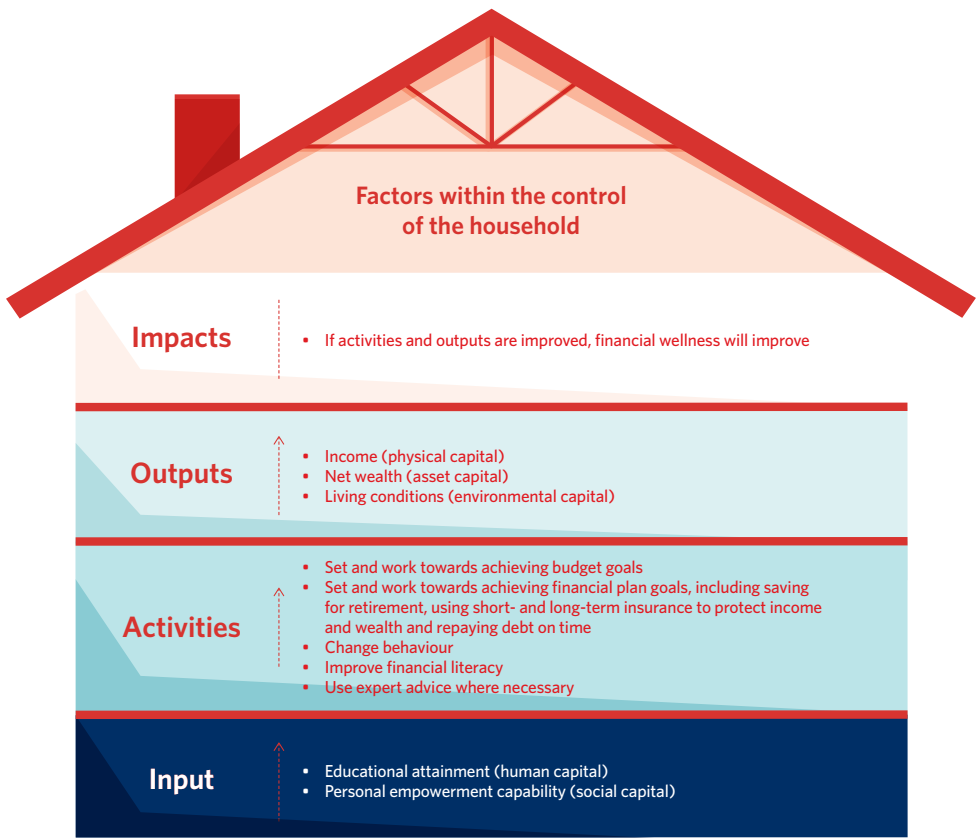 Factors within the control
of the household
Impacts
• If activities and outputs are improved, financial wellness will improve
Outputs
• Income (physical capital)
• Net wealth (asset capital)
• Living conditions (environmental capital)
Activities
• Set and work towards achieving budget goals
• Set and work towards achieving financial plan goals, including saving
for retirement, using short- and long-term insurance to protect income
and wealth and repaying debt on time
• Change behaviour
• Improve financial literacy
• Use expert advice where necessary
Input
• Educational attainment (human capital)
• Personal empowerment capability (social capital)